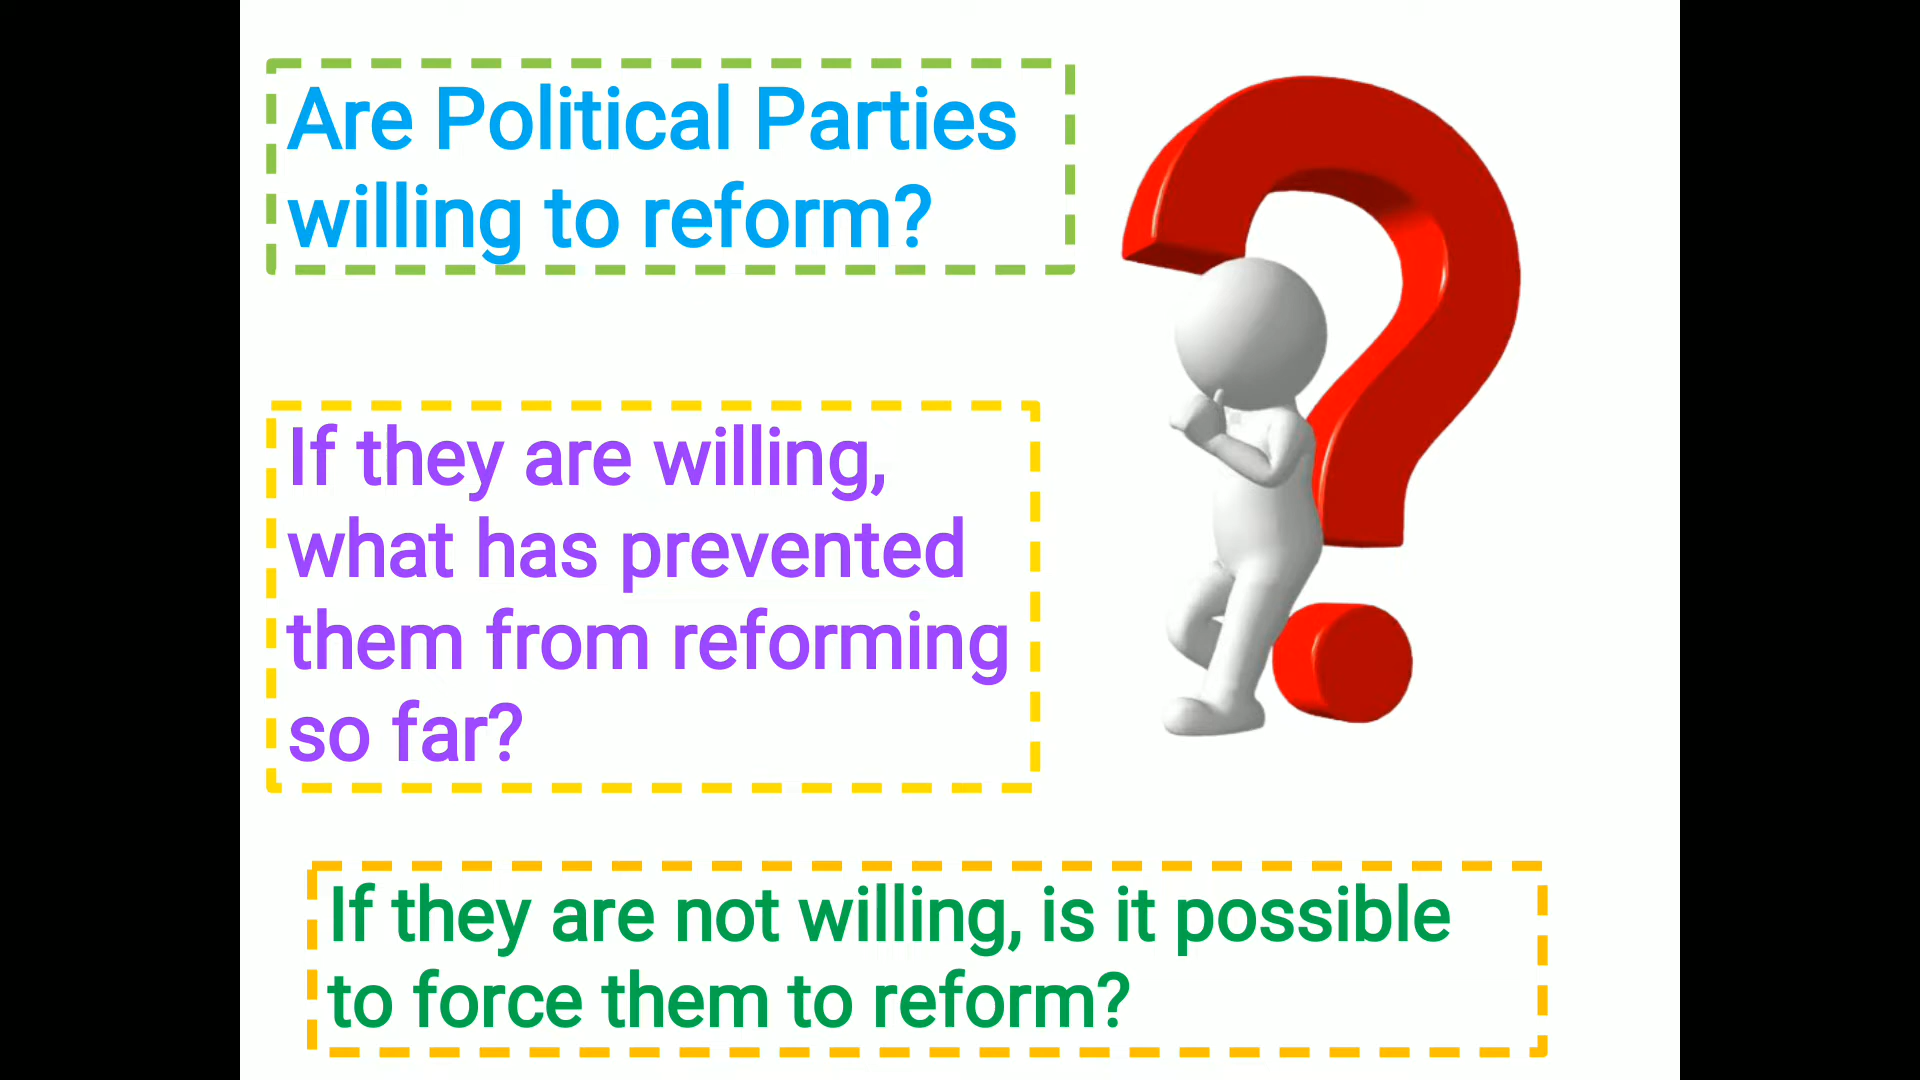 Are Political Parties
willing to reform?
If they are willing,
what has prevented
them from reforming
so far?
If they are not willing, is it possible
to force them to reform?